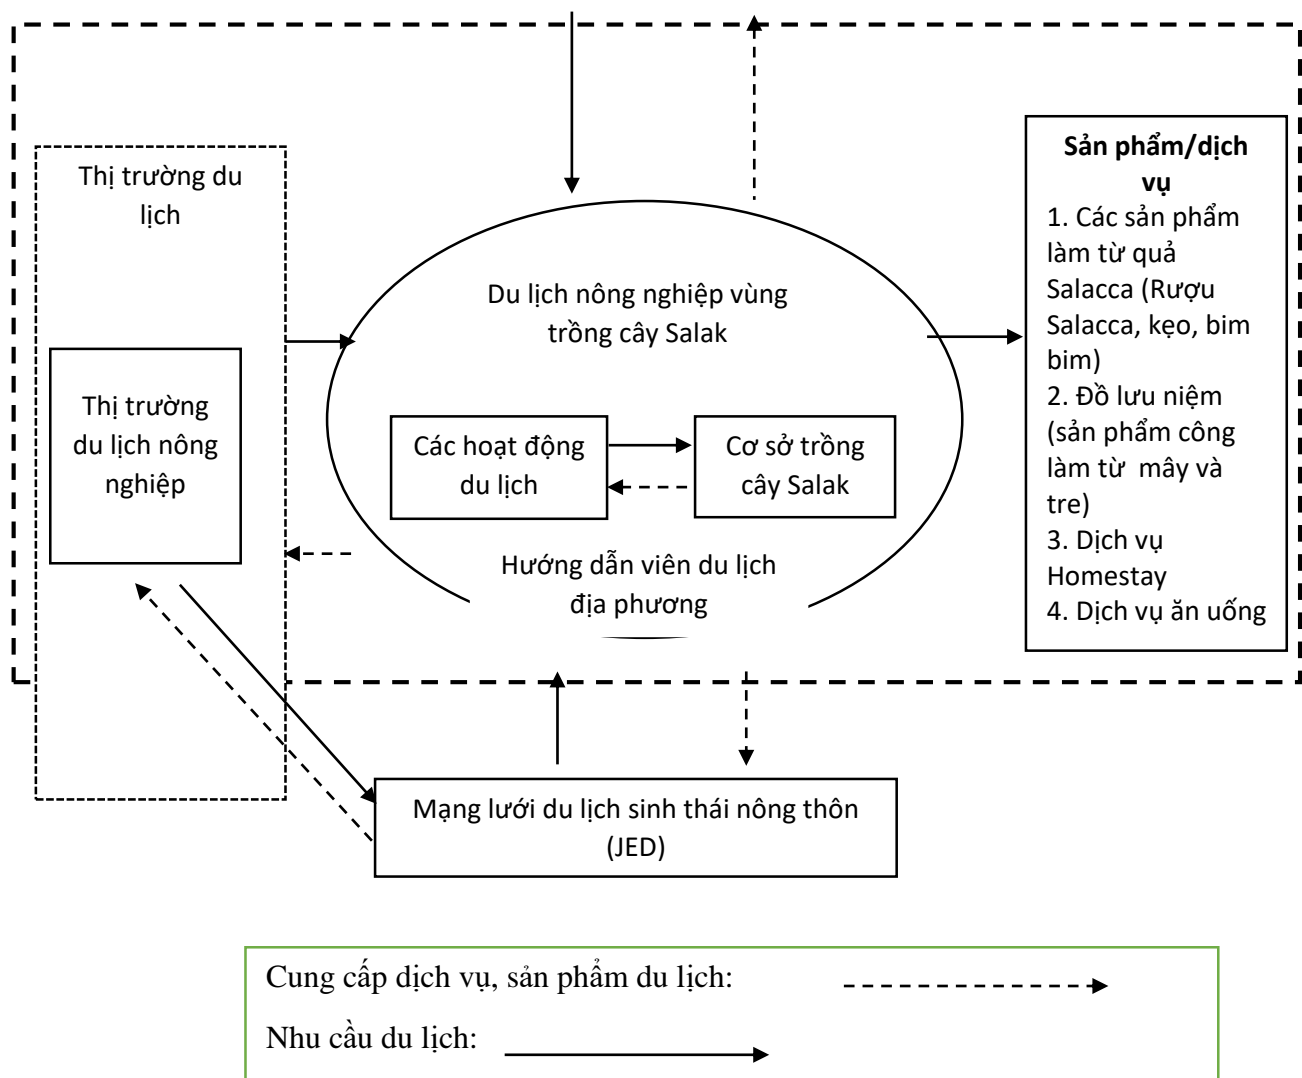 Thị trường du
lịch
Thị trường
du lịch nông
nghiệp
Du lịch nông nghiệp vùng
trồng cây Salak
Các hoạt động
du lịch
Cơ sở trồng
cây Salak
Hướng dẫn viên du lịch
địa phương
Sản phẩm/dịch
vụ
1. Các sản phẩm
làm từ quả
Salacca (Rượu
Salacca, kẹo, bim
bim)
2. Đồ lưu niệm
(sản phẩm công
làm từ mây và
tre)
3. Dịch vụ
Homestay
4. Dịch vụ ăn uống
Mạng lưới du lịch sinh thái nông thôn
(JED)
Cung cấp dịch vụ, sản phẩm du lịch:
Nhu cầu du lịch: